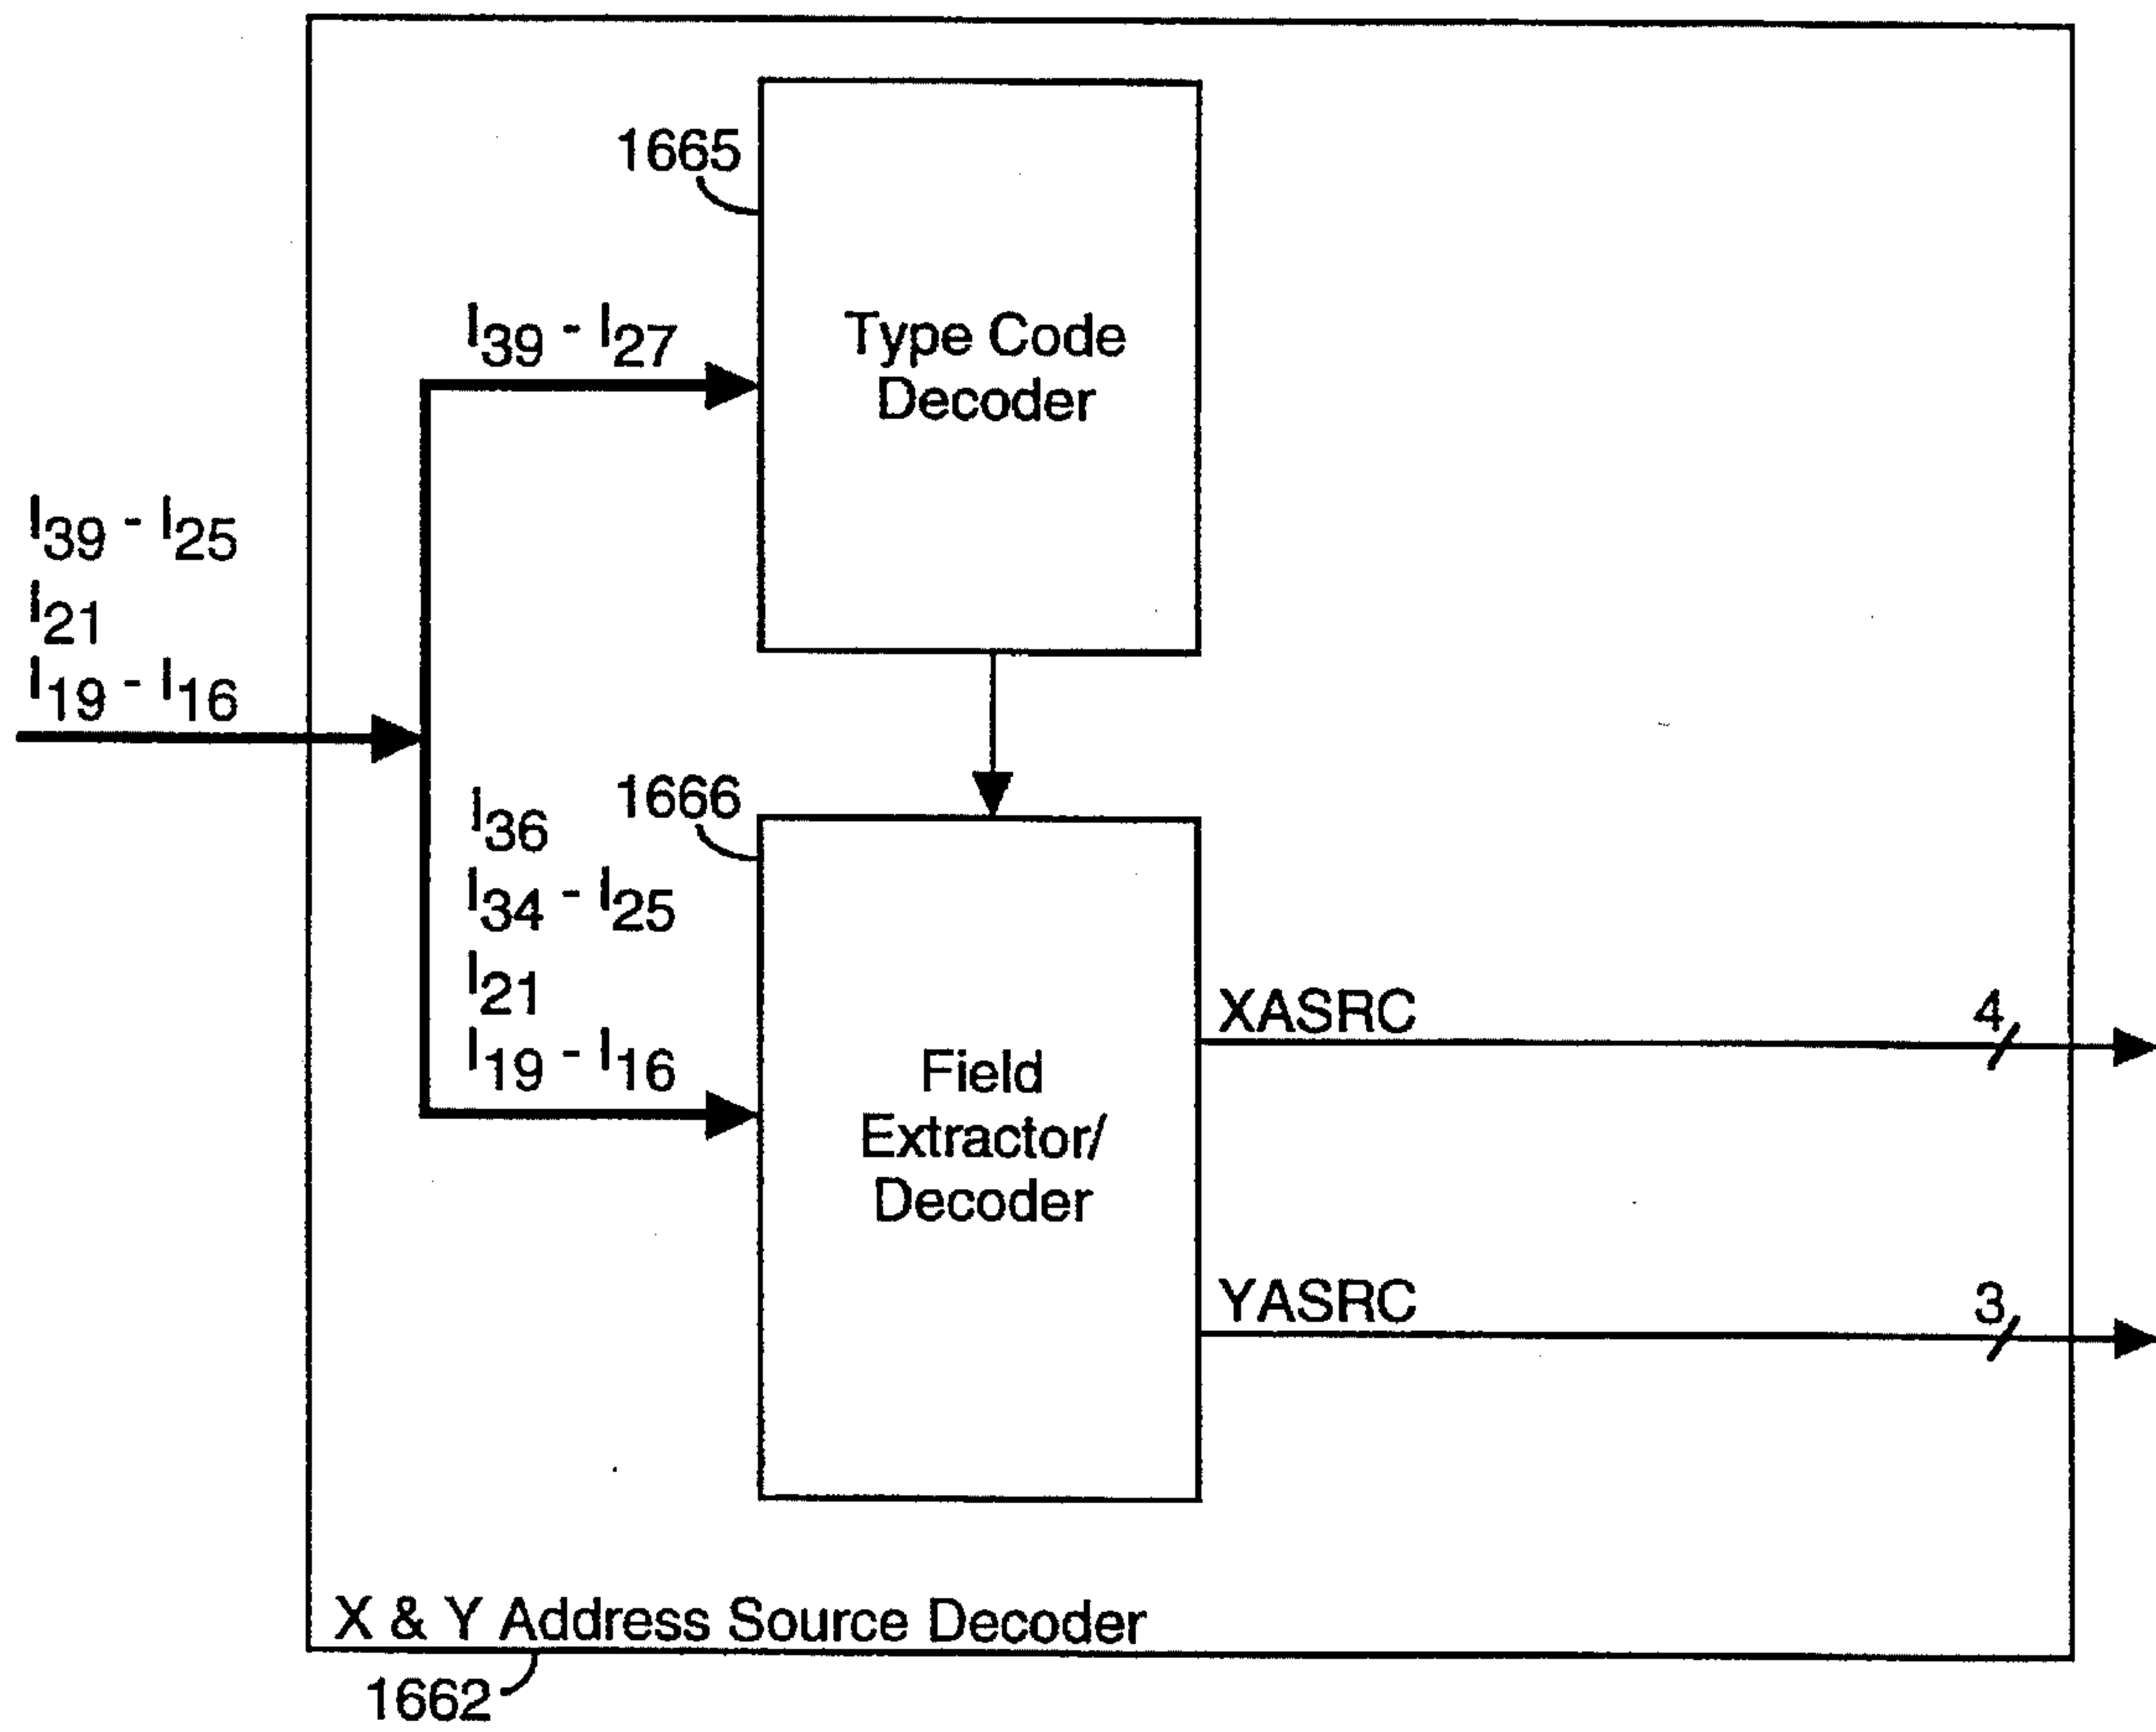 1665
I39 - I27
Type Code
Decoder
I39 - I25
I21
I19 - I16
1666
I36
I34 - I25
I21
I19 - I16
Field
Extractor/
Decoder
XASRC
4
YASRC
3
X & Y Address Source Decoder
1662